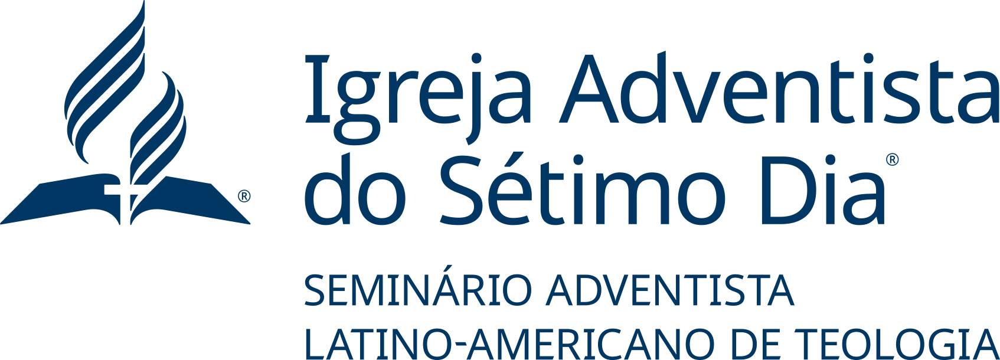 Igreja Adventista
do Sétimo Dia®
®
SEMINÁRIO ADVENTISTA
LATINO-AMERICANO DE TEOLOGIA